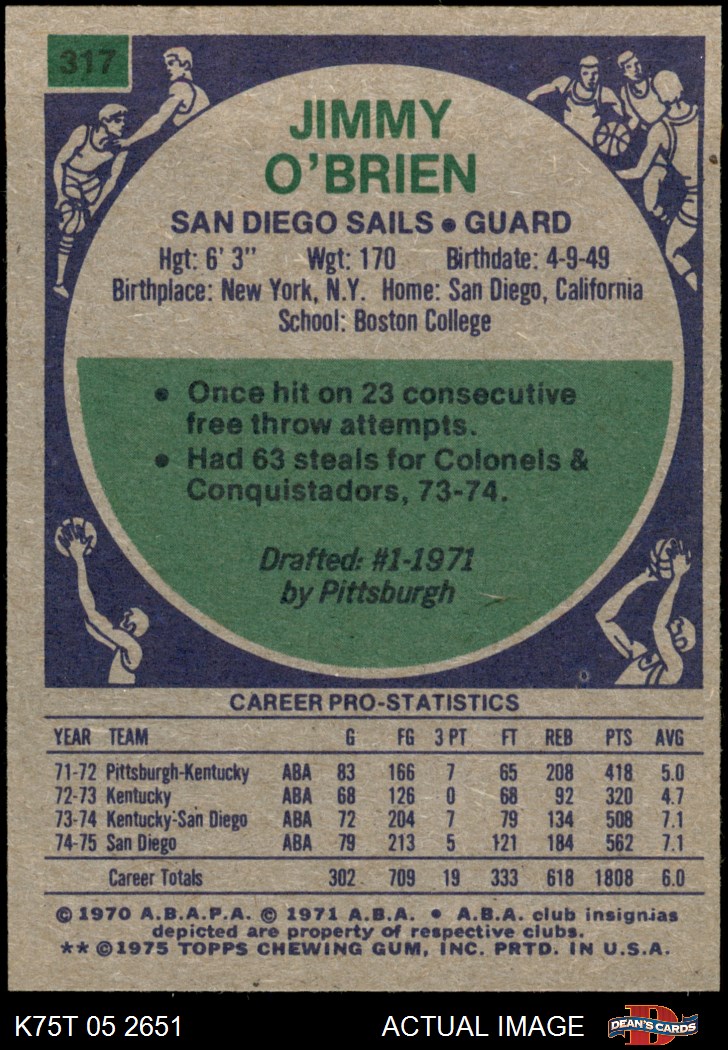 317
JIMMY
O'BRIEN
SAN DIEGO SAILS • GUARD
Hgt: 6' 3" Wgt: 170 Birthdate: 4-9-49
Birthplace: New York, N.Y. Home: San Diego, California
School: Boston College
• Once hit on 23 consecutive
free throw attempts.
• Had 63 steals for Colonels &
Conquistadors, 73-74.
Drafted: #1-1971
by Pittsburgh
CAREER PRO-STATISTICS
YEAR TEAM G FG 3 PT FT REB PTS AVG
71-72 Pittsburgh-Kentucky ABA 83 166 7 65 208 418 5.0
72-73 Kentucky ABA 68 126 0 68 92 320 4.7
73-74 Kentucky-San Diego ABA 72 204 7 79 134 508 7.1
74-75 San Diego ABA 79 213 5 121 184 562 7.1
Career Totals 302 709 19 333 618 1808 6.0
© 1970 A.B.A.P.A. © 1971 A.B.A. • A.B.A. club insignias
depicted are property of respective clubs.
** ©1975 TOPPS CHEWING GUM, INC. PRTD. IN U.S.A.
K75T 05 2651 ACTUAL IMAGE DEAN'S CARDS